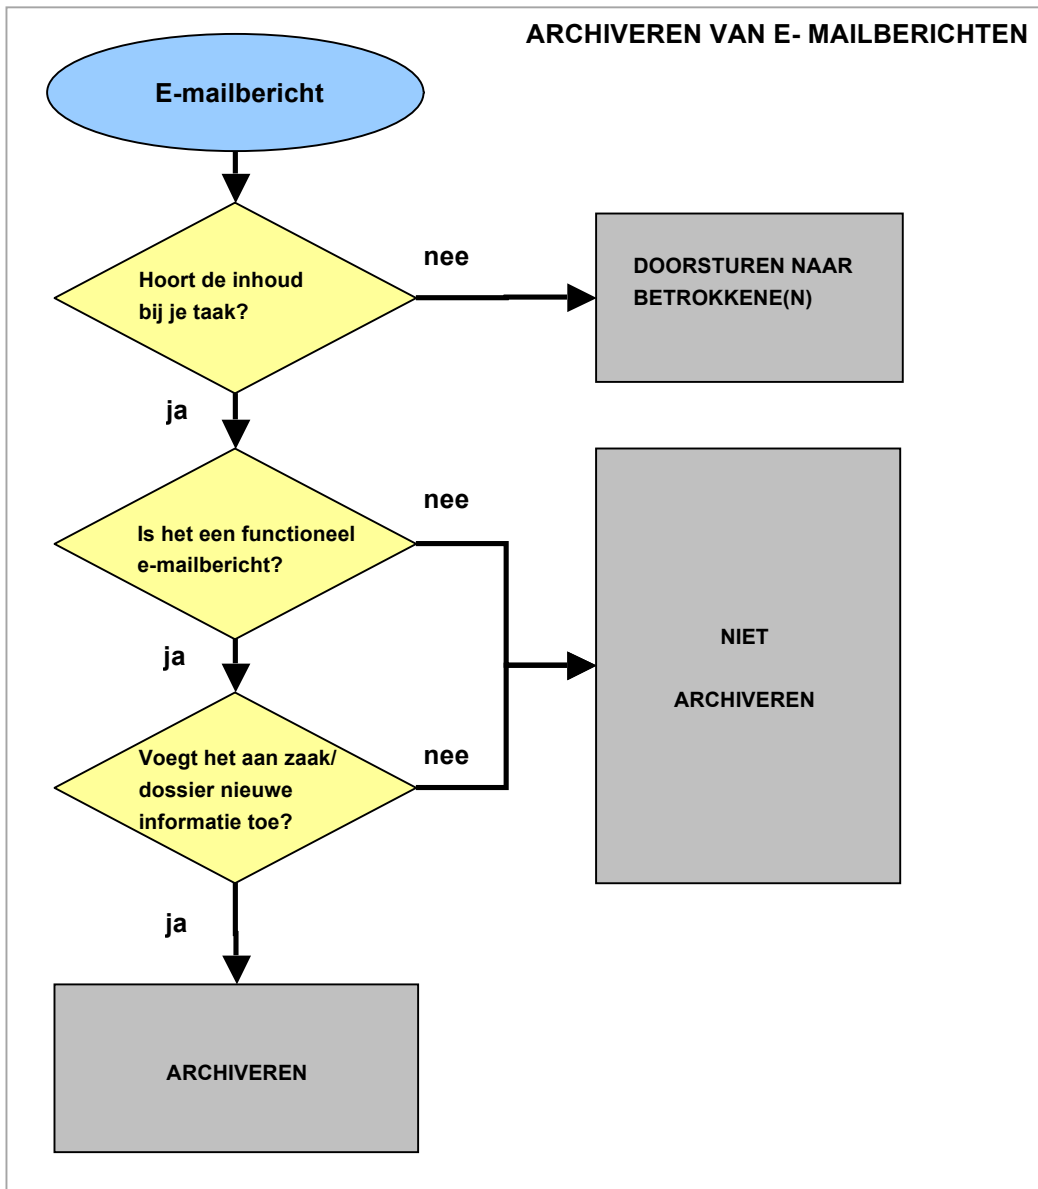 ARCHIVEREN VAN E- MAILBERICHTEN
E-mailbericht
Hoort de inhoud
bij je taak?
nee
DOORSTUREN NAAR
BETROKKENE(N)
ja
Is het een functioneel
e-mailbericht?
nee
ja
NIET
ARCHIVEREN
Voegt het aan zaak/
dossier nieuwe
informatie toe?
nee
ja
ARCHIVEREN